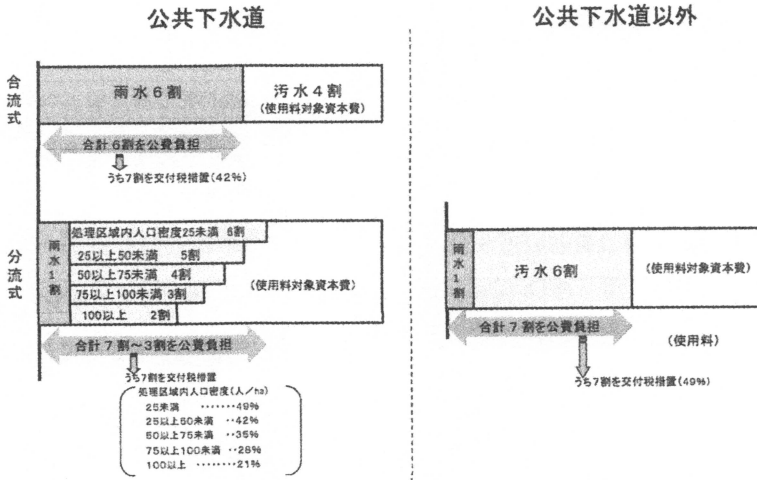 公共下水道
合流式
雨水6割
汚水4割
(使用料対象資本費)
合計6割を公費負担
うち7割を交付税措置(42%)
分流式
雨水1割
処理区域内人口密度25未満 6割
25以上50未満 5割
50以上75未満 4割
75以上100未満 3割
100以上 2割
(使用料対象資本費)
合計7割~3割を公費負担
うち7割を交付税措置
処理区域内人口密度(人/ha)
25未満 ・・・・・・・49%
25以上50未満 ・・42%
50以上75未満 ・・35%
75以上100未満 ・・28%
100以上 ・・・・・・・・21%
公共下水道以外
雨水1割
汚水6割
(使用料対象資本費)
合計7割を公費負担
(使用料)
うち7割を交付税措置(49%)